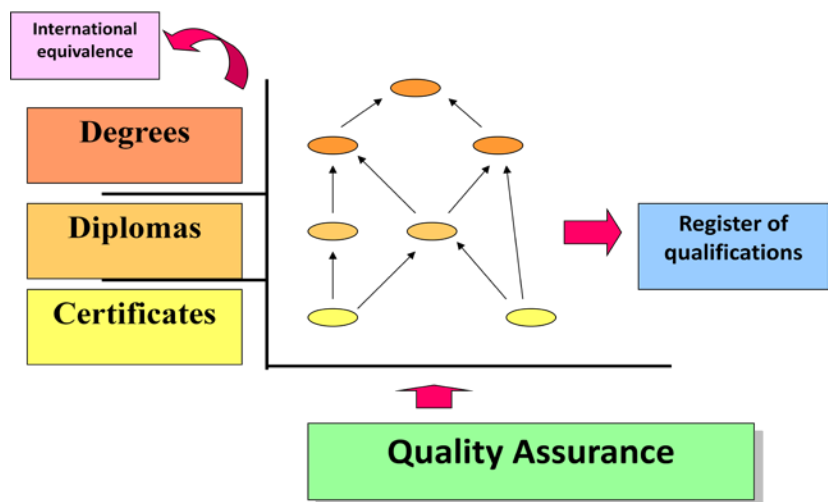 International
equivalence
Degrees
Diplomas
Certificates
Register of
qualifications
Quality Assurance